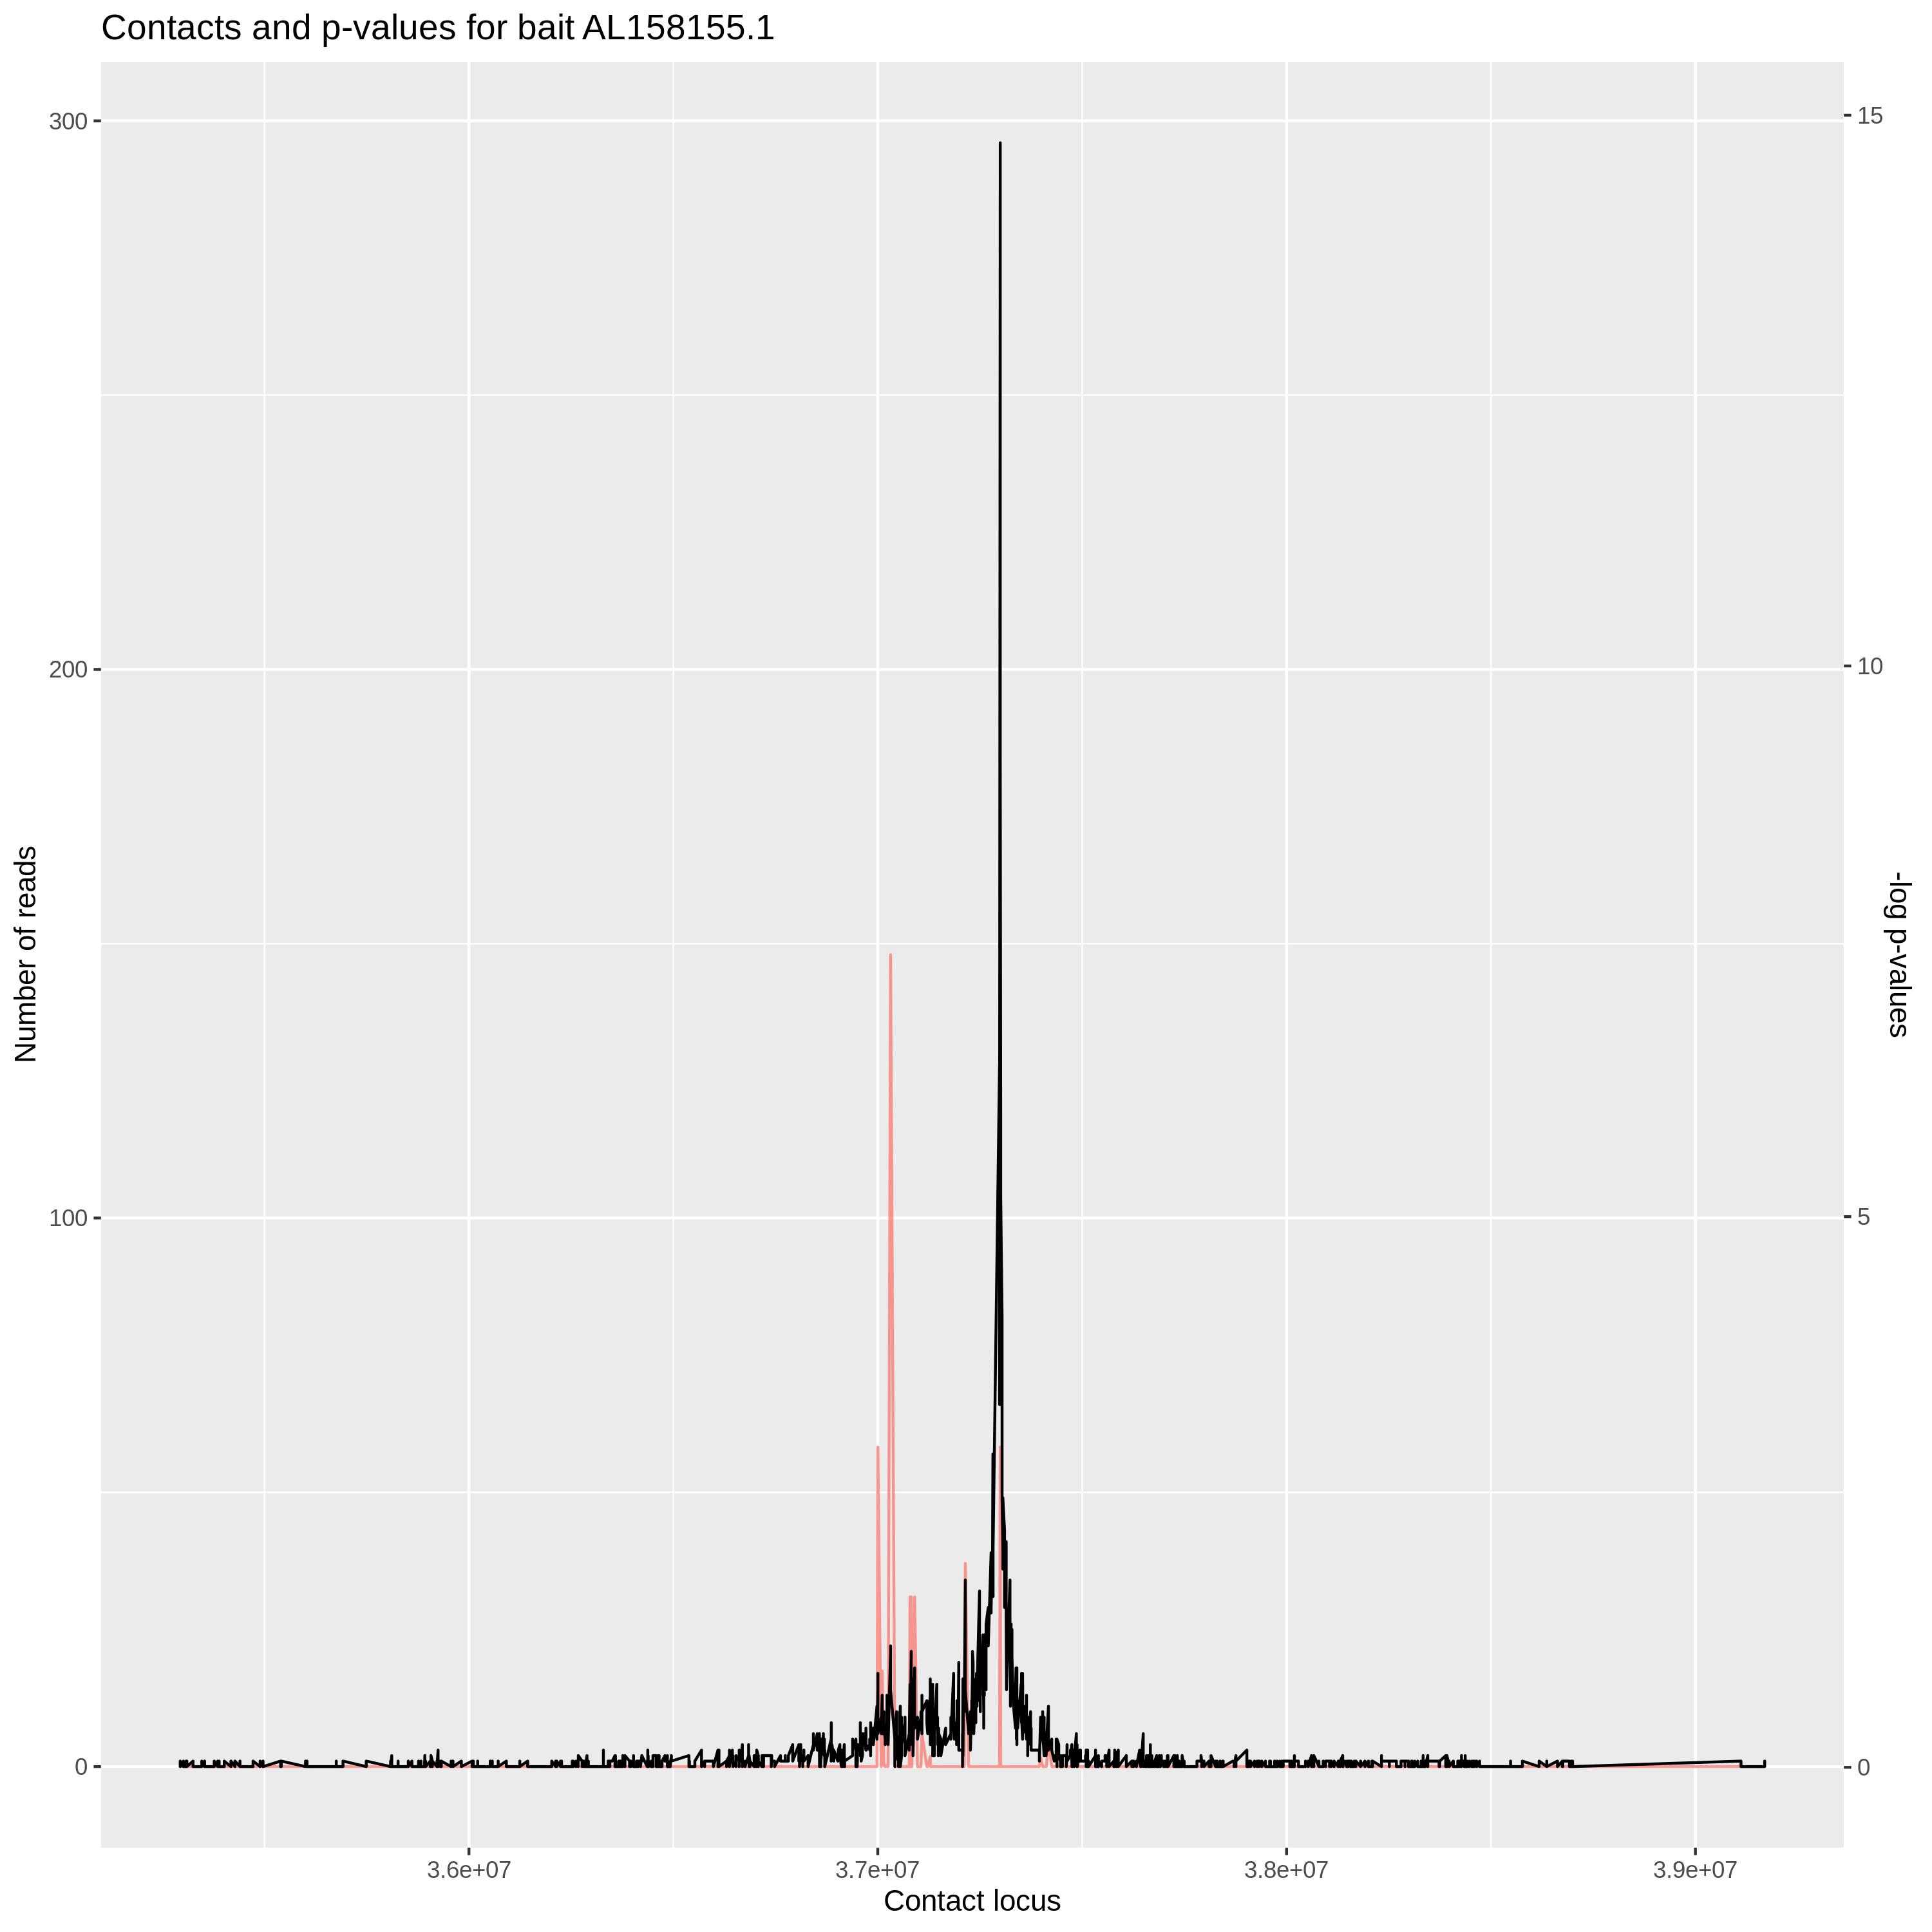 Contacts and p-values for bait AL158155.1
300
200
100
0
15
10
5
0
Number of reads
-log p-values
3.6e+07 3.7e+07 3.8e+07 3.9e+07
Contact locus